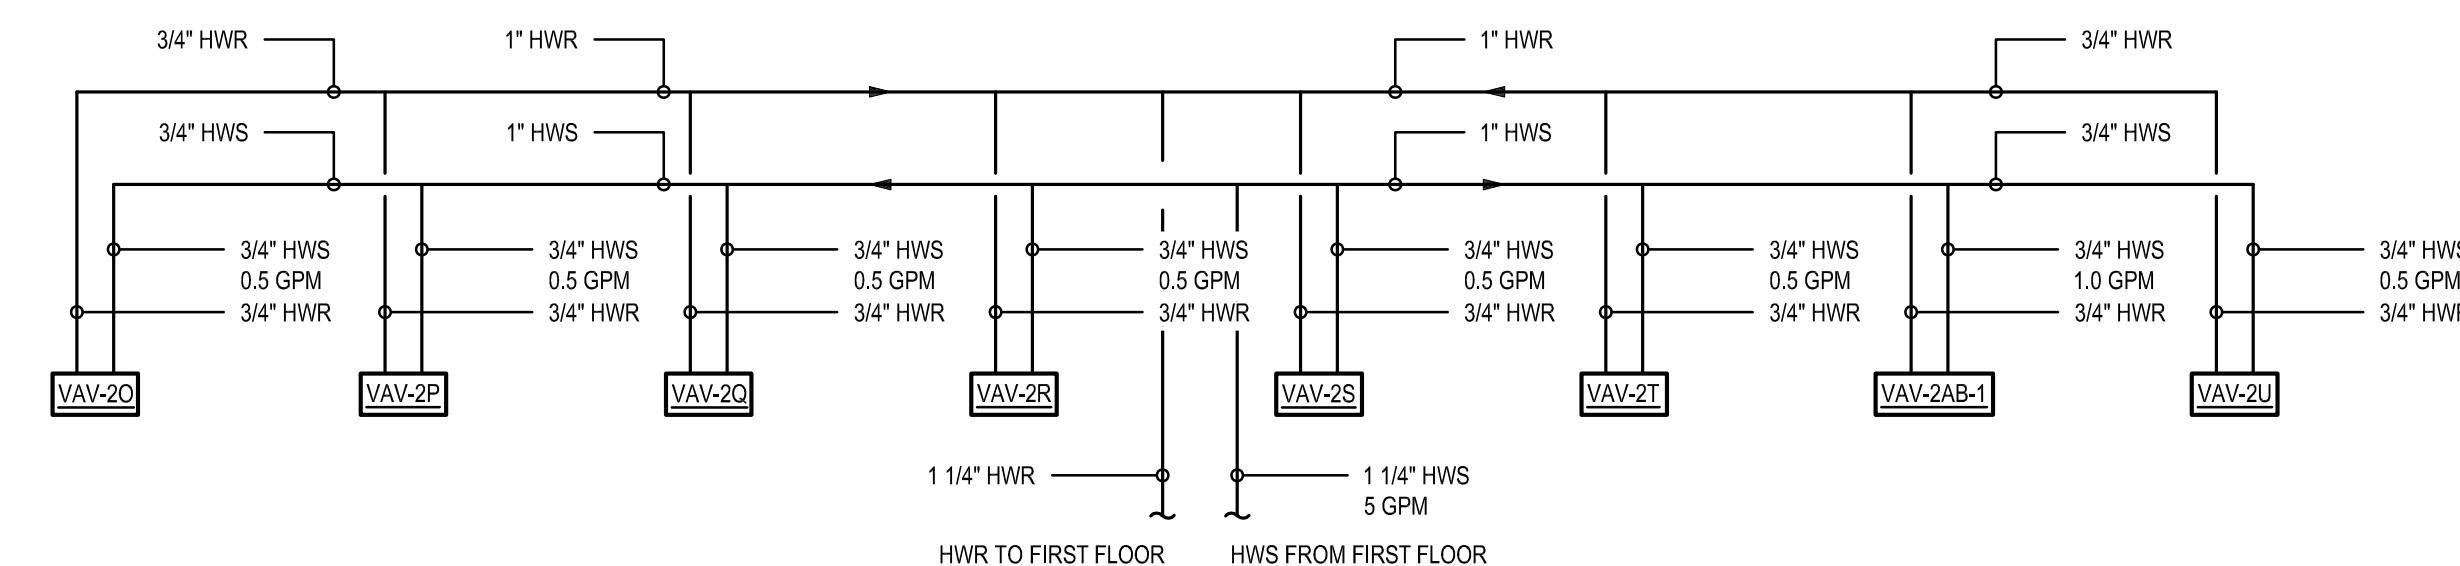 3/4" HWR
1" HWR
1" HWR
3/4" HWR
3/4" HWS
1" HWS
1" HWS
3/4" HWS
3/4" HWS
0.5 GPM
3/4" HWR
3/4" HWS
0.5 GPM
3/4" HWR
3/4" HWS
0.5 GPM
3/4" HWR
3/4" HWS
0.5 GPM
3/4" HWR
3/4" HWS
0.5 GPM
3/4" HWR
3/4" HWS
0.5 GPM
3/4" HWR
3/4" HWS
1.0 GPM
3/4" HWR
3/4" HWS
0.5 GPM
3/4" HWR
VAV-2O
VAV-2P
VAV-2Q
VAV-2R
VAV-2S
VAV-2T
VAV-2AB-1
VAV-2U
1 1/4" HWR
1 1/4" HWS
5 GPM
HWR TO FIRST FLOOR
HWS FROM FIRST FLOOR